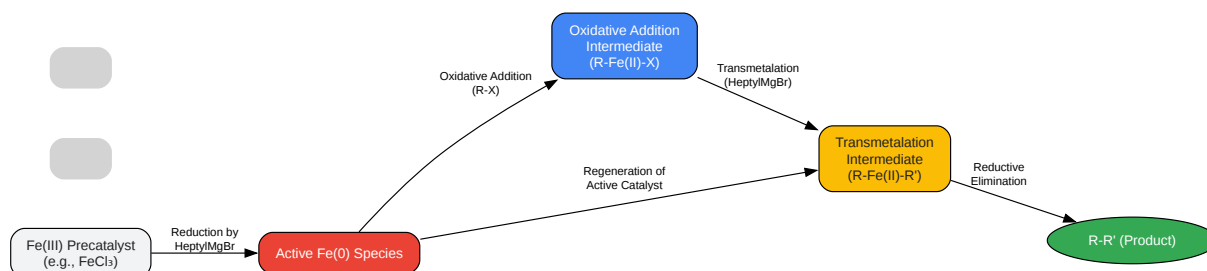 Oxidative Addition
Intermediate
(R-Fe(II)-X)
Oxidative Addition
(R-X)
Transmetalation
(HeptylMgBr)
Transmetalation
Intermediate
(R-Fe(II)-R')
Regeneration of
Active Catalyst
Reductive
Elimination
Fe(III) Precatalyst
(e.g., FeCl₃)
Reduction by
HeptylMgBr
Active Fe(0) Species
R-R' (Product)